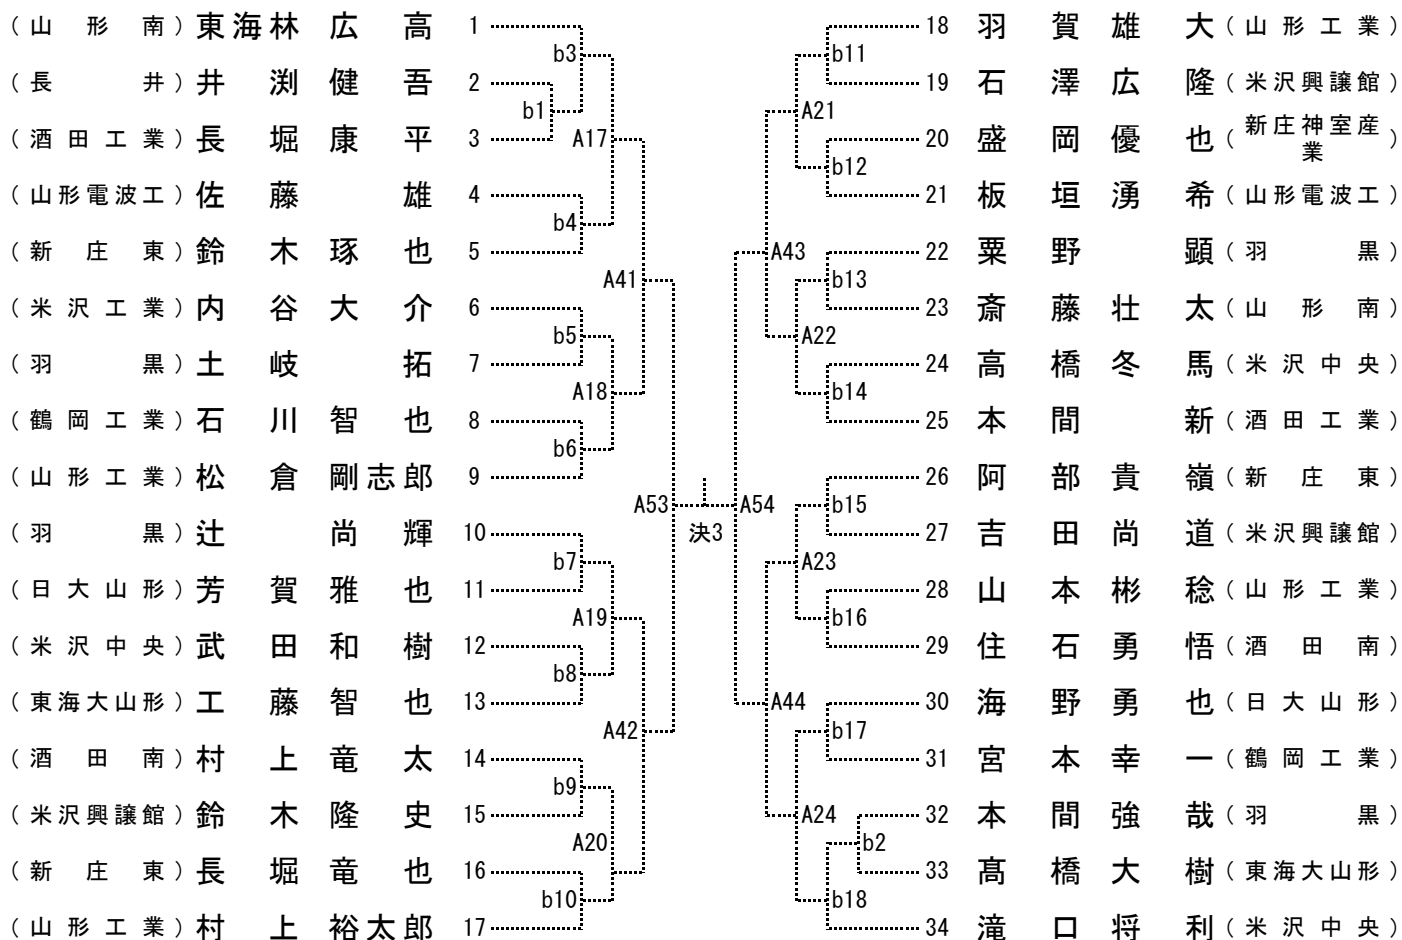 (山形南) 東海林広高 1
b3
(長井) 井渕健吾 2
b1
(酒田工業) 長堀康平 3
A17
(山形電波工) 佐藤雄 4
b4
(新庄東) 鈴木琢也 5
A41
(米沢工業) 内谷大介 6
b5
(羽黒) 土岐拓 7
A18
(鶴岡工業) 石川智也 8
b6
(山形工業) 松倉剛志郎 9
A53
(羽黒) 辻尚輝 10
b7
(日大山形) 芳賀雅也 11
A19
(米沢中央) 武田和樹 12
b8
(東海大山形) 工藤智也 13
A42
(酒田南) 村上竜太 14
b9
(米沢興譲館) 鈴木隆史 15
A20
(新庄東) 長堀竜也 16
b10
(山形工業) 村上裕太郎 17
決3
18 羽賀雄大 (山形工業)
b11
19 石澤広隆 (米沢興譲館)
A21
20 盛岡優也 (新庄神室産業)
b12
21 板垣湧希 (山形電波工)
A43
22 粟野顕 (羽黒)
b13
23 斎藤壮太 (山形南)
A22
24 高橋冬馬 (米沢中央)
b14
25 本間新 (酒田工業)
A54
26 阿部貴嶺 (新庄東)
b15
27 吉田尚道 (米沢興譲館)
A23
28 山本彬稔 (山形工業)
b16
29 住石勇悟 (酒田南)
A44
30 海野勇也 (日大山形)
b17
31 宮本幸一 (鶴岡工業)
A24
32 本間強哉 (羽黒)
b2
33 髙橋大樹 (東海大山形)
b18
34 滝口将利 (米沢中央)